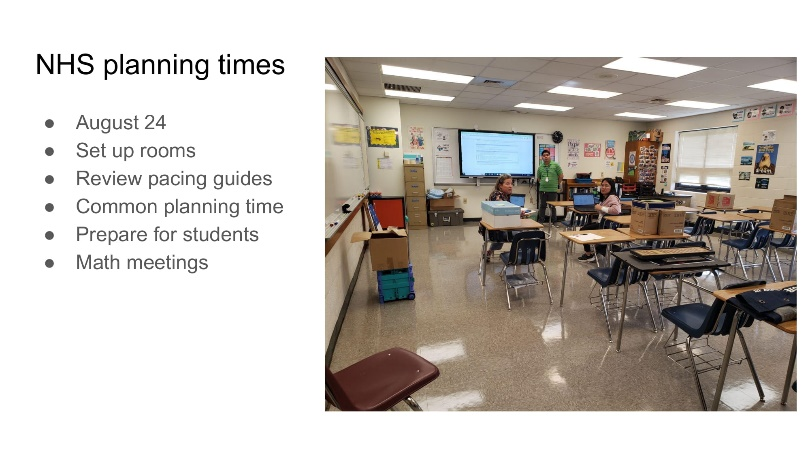 NHS planning times
● August 24
● Set up rooms
● Review pacing guides
● Common planning time
● Prepare for students
● Math meetings